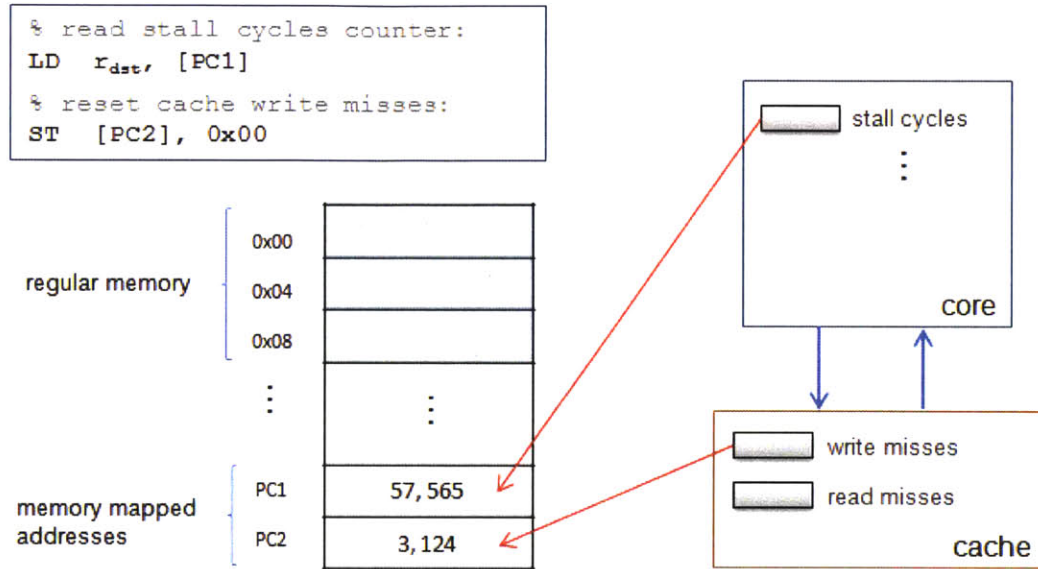 % read stall cycles counter:
LD r_dst, [PC1]
% reset cache write misses:
ST [PC2], 0x00
stall cycles
⋮
core
regular memory
0x00
0x04
0x08
⋮
⋮
memory mapped
addresses
PC1
57,565
PC2
3,124
write misses
read misses
cache